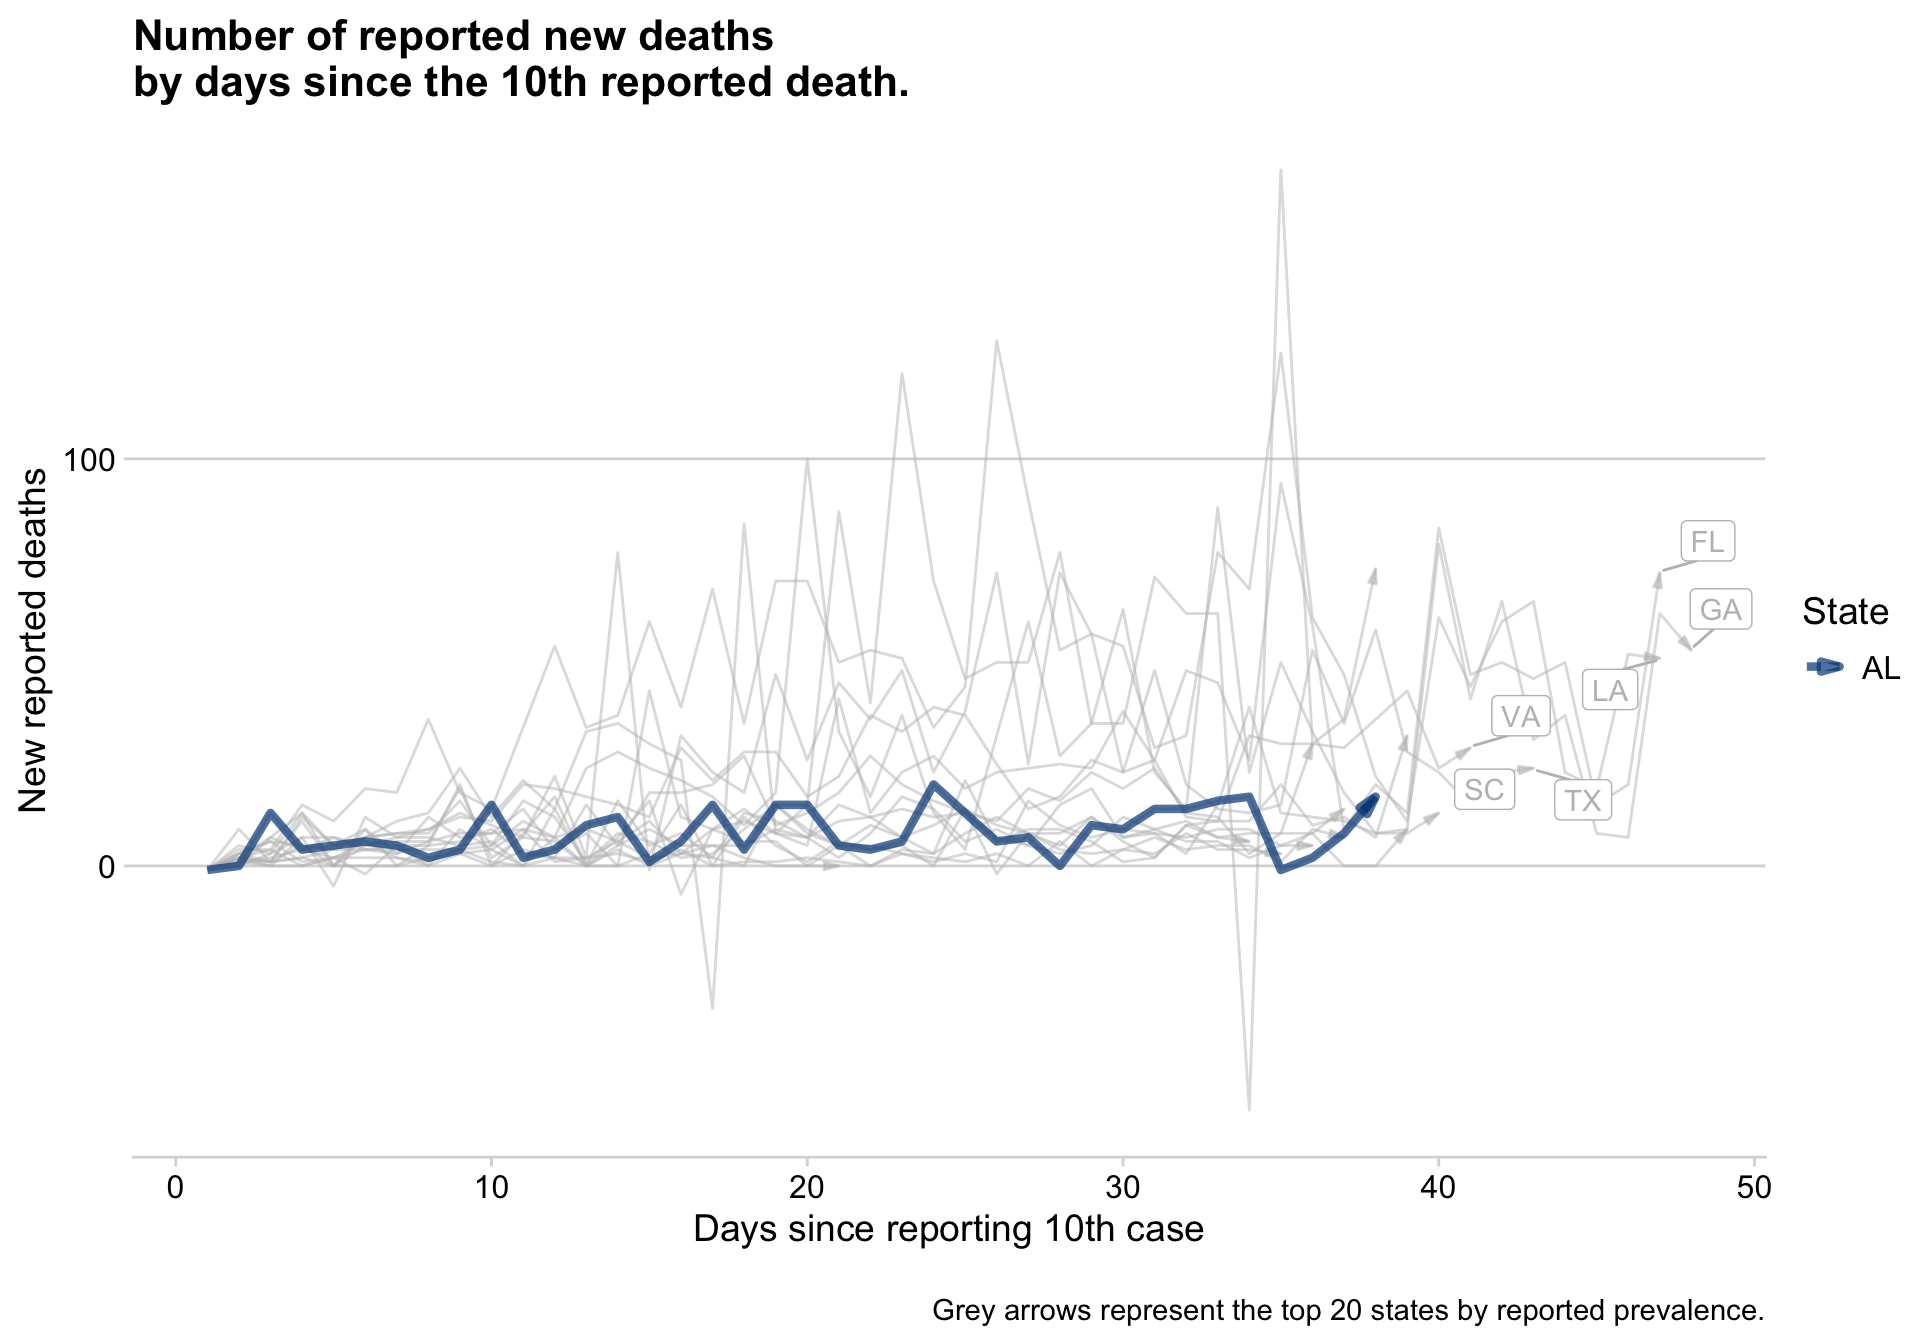 Number of reported new deaths
by days since the 10th reported death.
New reported deaths
100
0
FL
GA
LA
VA
SC
TX
State
AL
0 10 20 30 40 50
Days since reporting 10th case
Grey arrows represent the top 20 states by reported prevalence.